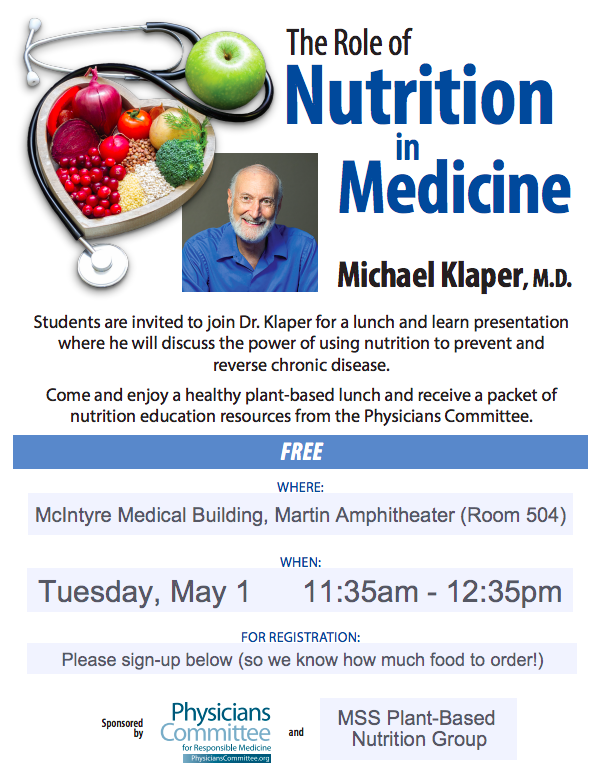 The Role of
Nutrition
in
Medicine
Michael Klaper, M.D.
Students are invited to join Dr. Klaper for a lunch and learn presentation
where he will discuss the power of using nutrition to prevent and
reverse chronic disease.
Come and enjoy a healthy plant-based lunch and receive a packet of
nutrition education resources from the Physicians Committee.
FREE
WHERE:
McIntyre Medical Building, Martin Amphitheater (Room 504)
WHEN:
Tuesday, May 1 11:35am - 12:35pm
FOR REGISTRATION:
Please sign-up below (so we know how much food to order!)
Sponsored
by
Physicians
Committee
for Responsible Medicine
PhysiciansCommittee.org
and
MSS Plant-Based
Nutrition Group